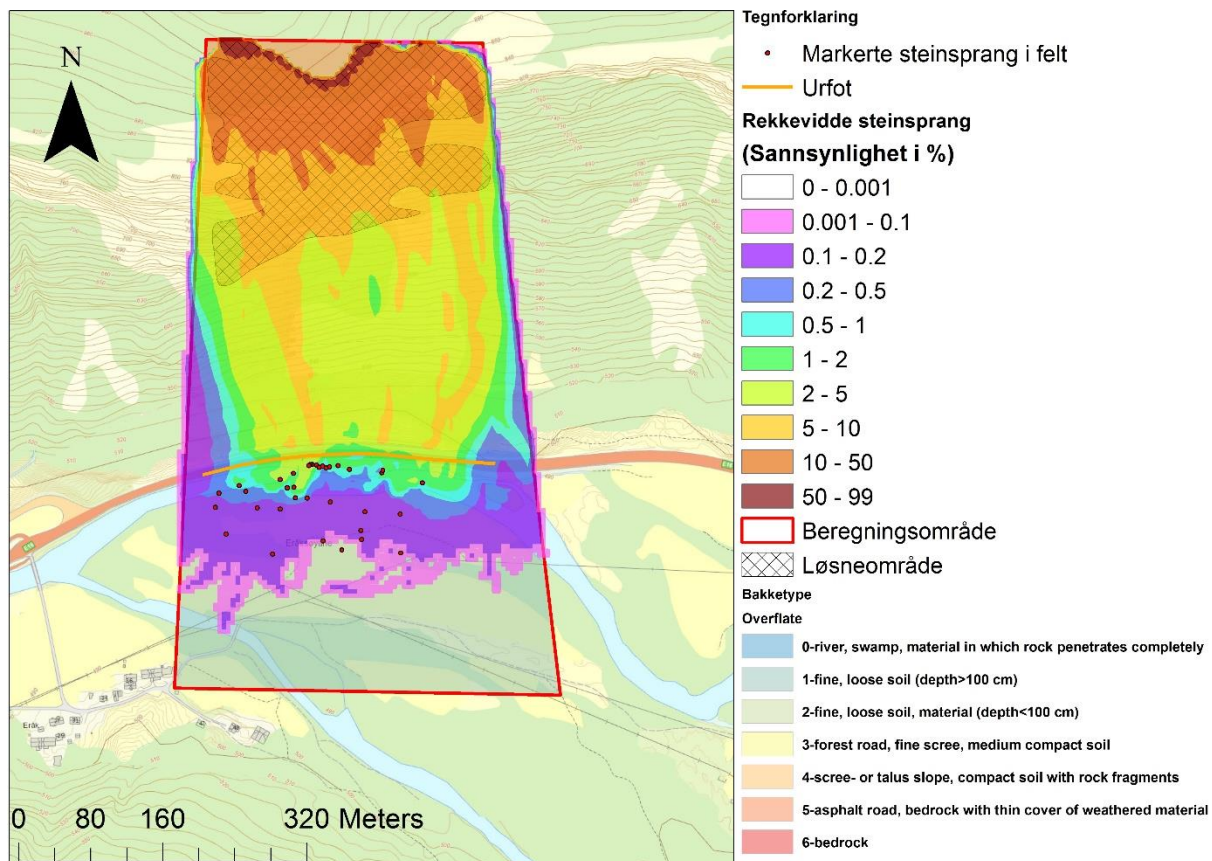 N
0 80 160 320 Meters
Tegnforklaring
Markerte steinsprang i felt
Urfot
Rekkevidde steinsprang
(Sannsynlighet i %)
0 - 0.001
0.001 - 0.1
0.1 - 0.2
0.2 - 0.5
0.5 - 1
1 - 2
2 - 5
5 - 10
10 - 50
50 - 99
Beregningsområde
Løsneområde
Bakketype
Overflate
0-river, swamp, material in which rock penetrates completely
1-fine, loose soil (depth>100 cm)
2-fine, loose soil, material (depth<100 cm)
3-forest road, fine scree, medium compact soil
4-scree- or talus slope, compact soil with rock fragments
5-asphalt road, bedrock with thin cover of weathered material
6-bedrock